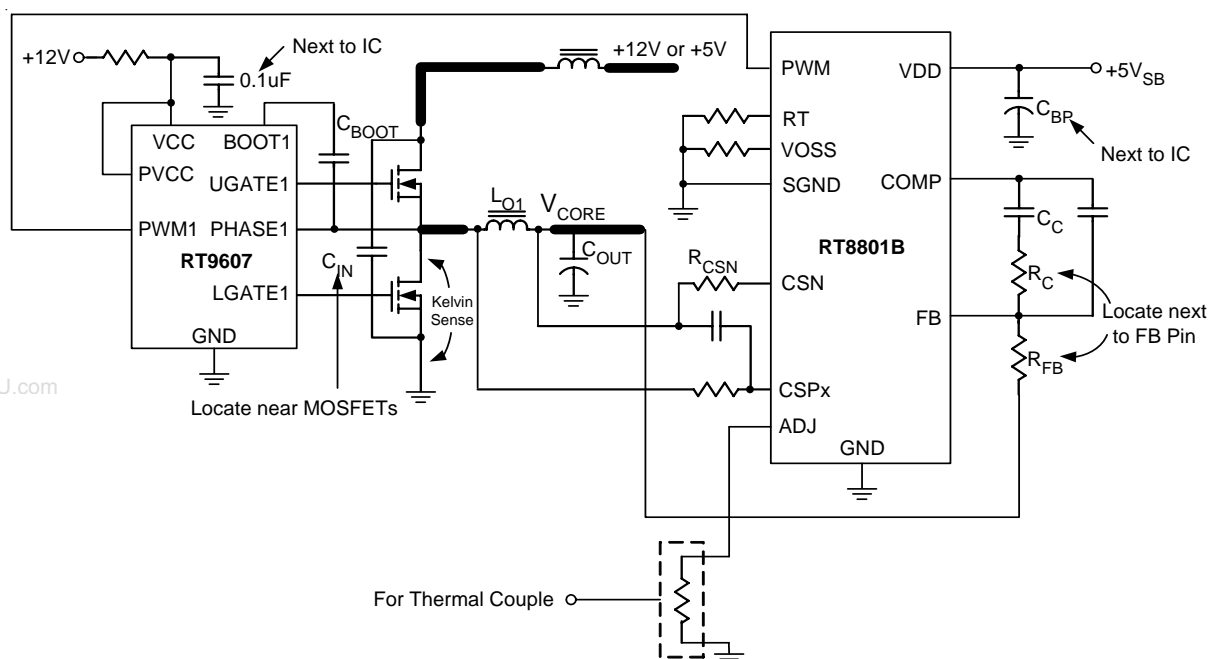 +12V
Next to IC
0.1uF
+12V or +5V
PWM
VDD
+5VSB
CBP
Next to IC
RT
VOSS
SGND
COMP
CC
RT8801B
RCSN
CSN
RC
FB
Locate next
to FB Pin
RFB
CSPx
ADJ
GND
VCC
BOOT1
CBOOT
PVCC
UGATE1
PWM1
PHASE1
RT9607
LO1
VCORE
CIN
COUT
LGATE1
Kelvin
Sense
GND
Locate near MOSFETs
U.com
For Thermal Couple